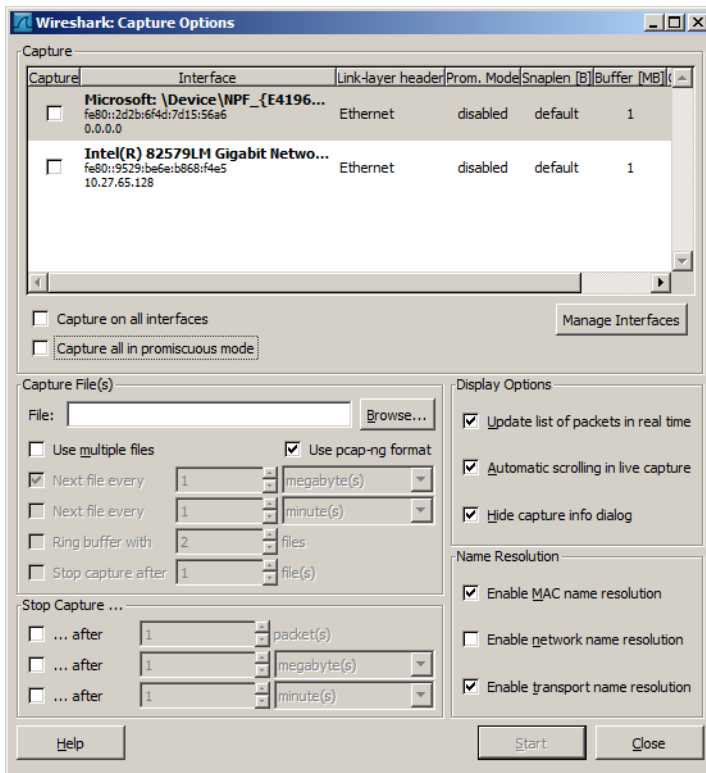 Wireshark: Capture Options
Capture
Capture Interface Link-layer header Prom. Mode Snaplen [B] Buffer [MB]
Microsoft: \Device\NPF_{E4196...
fe80::2d2b:6f4d:7d15:56a6 Ethernet disabled default 1
0.0.0.0
Intel(R) 82579LM Gigabit Netwo...
fe80::9529:be6e:b868:f4e5 Ethernet disabled default 1
10.27.65.128
Capture on all interfaces Manage Interfaces
Capture all in promiscuous mode
Capture File(s)
File: Browse...
Use multiple files Use pcap-ng format
Next file every 1 megabyte(s)
Next file every 1 minute(s)
Ring buffer with 2 files
Stop capture after 1 file(s)
Stop Capture ...
... after 1 packet(s)
... after 1 megabyte(s)
... after 1 minute(s)
Display Options
Update list of packets in real time
Automatic scrolling in live capture
Hide capture info dialog
Name Resolution
Enable MAC name resolution
Enable network name resolution
Enable transport name resolution
Help Start Close